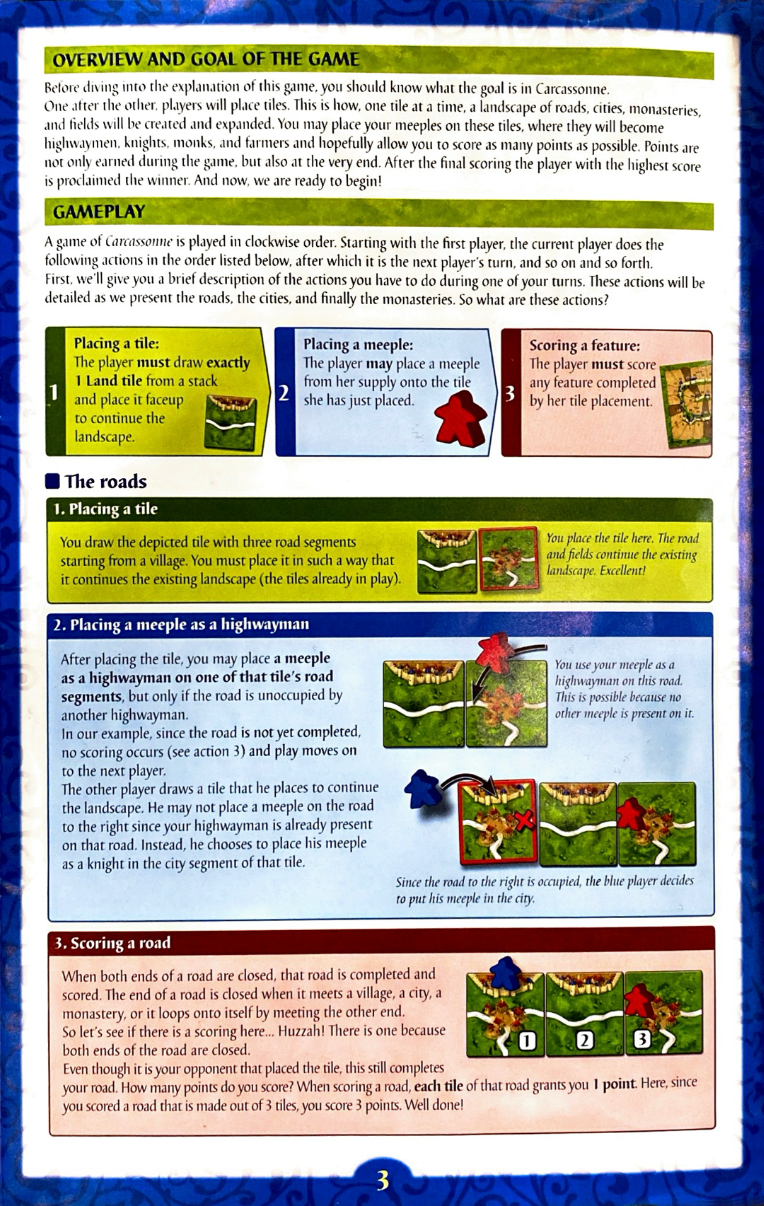 OVERVIEW AND GOAL OF THE GAME
Before diving into the explanation of this game, you should know what the goal is in Carcassonne.
One after the other, players will place tiles. This is how, one tile at a time, a landscape of roads, cities, monasteries,
and fields will be created and expanded. You may place your meeples on these tiles, where they will become
highwaymen, knights, monks, and farmers and hopefully allow you to score as many points as possible. Points are
not only earned during the game, but also at the very end. After the final scoring the player with the highest score
is proclaimed the winner. And now, we are ready to begin!
GAMEPLAY
A game of Carcassonne is played in clockwise order. Starting with the first player, the current player does the
following actions in the order listed below, after which it is the next player's turn, and so on and so forth.
First, we'll give you a brief description of the actions you have to do during one of your turns. These actions will be
detailed as we present the roads, the cities, and finally the monasteries. So what are these actions?
1
Placing a tile:
The player must draw exactly
1 Land tile from a stack
and place it faceup
to continue the
landscape.
2
Placing a meeple:
The player may place a meeple
from her supply onto the tile
she has just placed.
3
Scoring a feature:
The player must score
any feature completed
by her tile placement.
The roads
1. Placing a tile
You draw the depicted tile with three road segments
starting from a village. You must place it in such a way that
it continues the existing landscape (the tiles already in play).
You place the tile here. The road
and fields continue the existing
landscape. Excellent!
2. Placing a meeple as a highwayman
After placing the tile, you may place a meeple
as a highwayman on one of that tile's road
segments, but only if the road is unoccupied by
another highwayman.
In our example, since the road is not yet completed,
no scoring occurs (see action 3) and play moves on
to the next player.
The other player draws a tile that he places to continue
the landscape. He may not place a meeple on the road
to the right since your highwayman is already present
on that road. Instead, he chooses to place his meeple
as a knight in the city segment of that tile.
You use your meeple as a
highwayman on this road.
This is possible because no
other meeple is present on it.
Since the road to the right is occupied, the blue player decides
to put his meeple in the city.
3. Scoring a road
When both ends of a road are closed, that road is completed and
scored. The end of a road is closed when it meets a village, a city, a
monastery, or it loops onto itself by meeting the other end.
So let's see if there is a scoring here... Huzzah! There is one because
both ends of the road are closed.
Even though it is your opponent that placed the tile, this still completes
your road. How many points do you score? When scoring a road, each tile of that road grants you 1 point. Here, since
you scored a road that is made out of 3 tiles, you score 3 points. Well done!
1 2 3
3